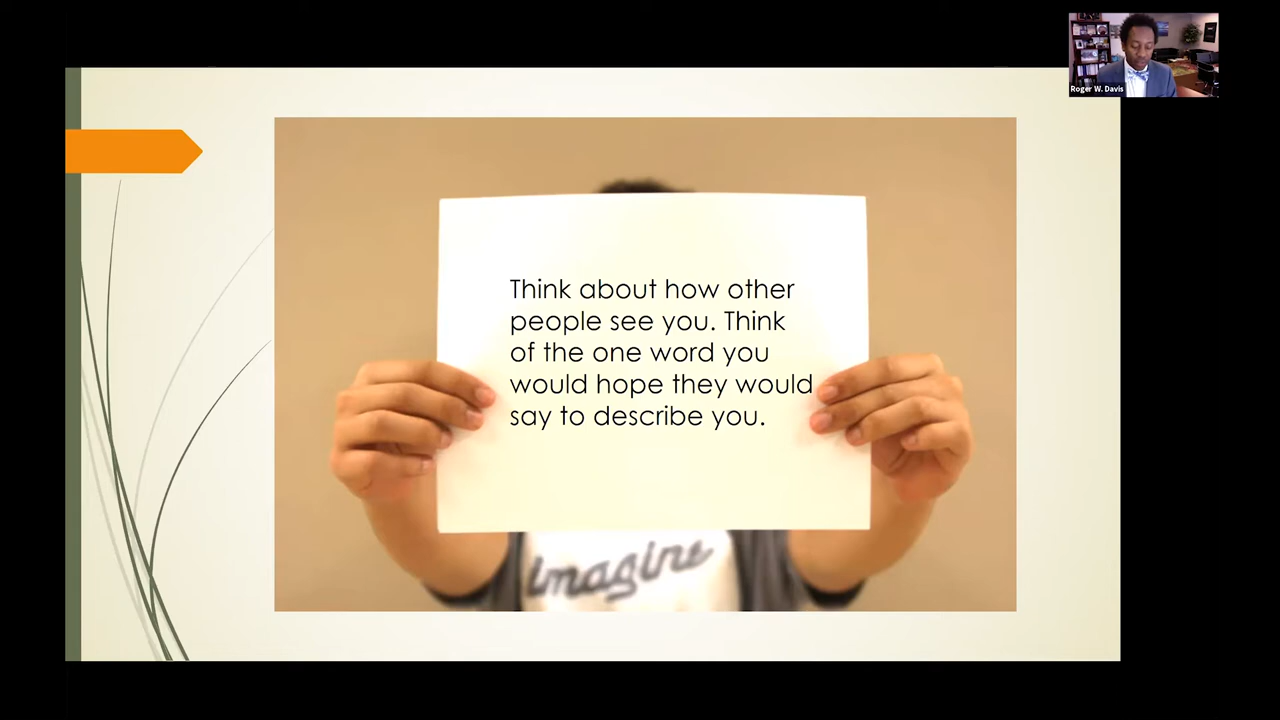 Roger W. Davis
Think about how other
people see you. Think
of the one word you
would hope they would
say to describe you.
imagine